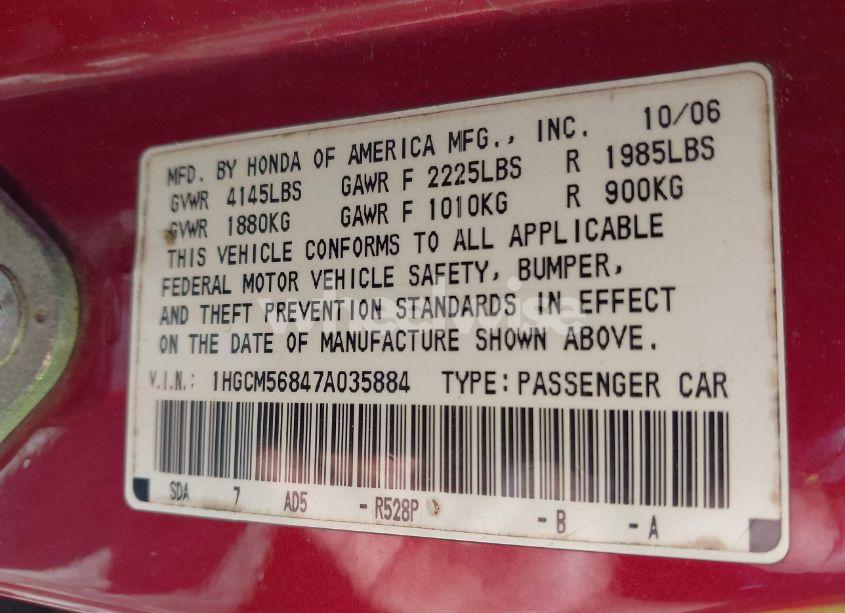 MFD. BY HONDA OF AMERICA MFG., INC. 10/06
GVWR 4145LBS GAWR F 2225LBS R 1985LBS
GVWR 1880KG GAWR F 1010KG R 900KG
THIS VEHICLE CONFORMS TO ALL APPLICABLE
FEDERAL MOTOR VEHICLE SAFETY, BUMPER,
AND THEFT PREVENTION STANDARDS IN EFFECT
ON THE DATE OF MANUFACTURE SHOWN ABOVE.
V.I.N.: 1HGCM56847A035884 TYPE: PASSENGER CAR
SDA 7 AD5 - R528P - B - A
wheelwise